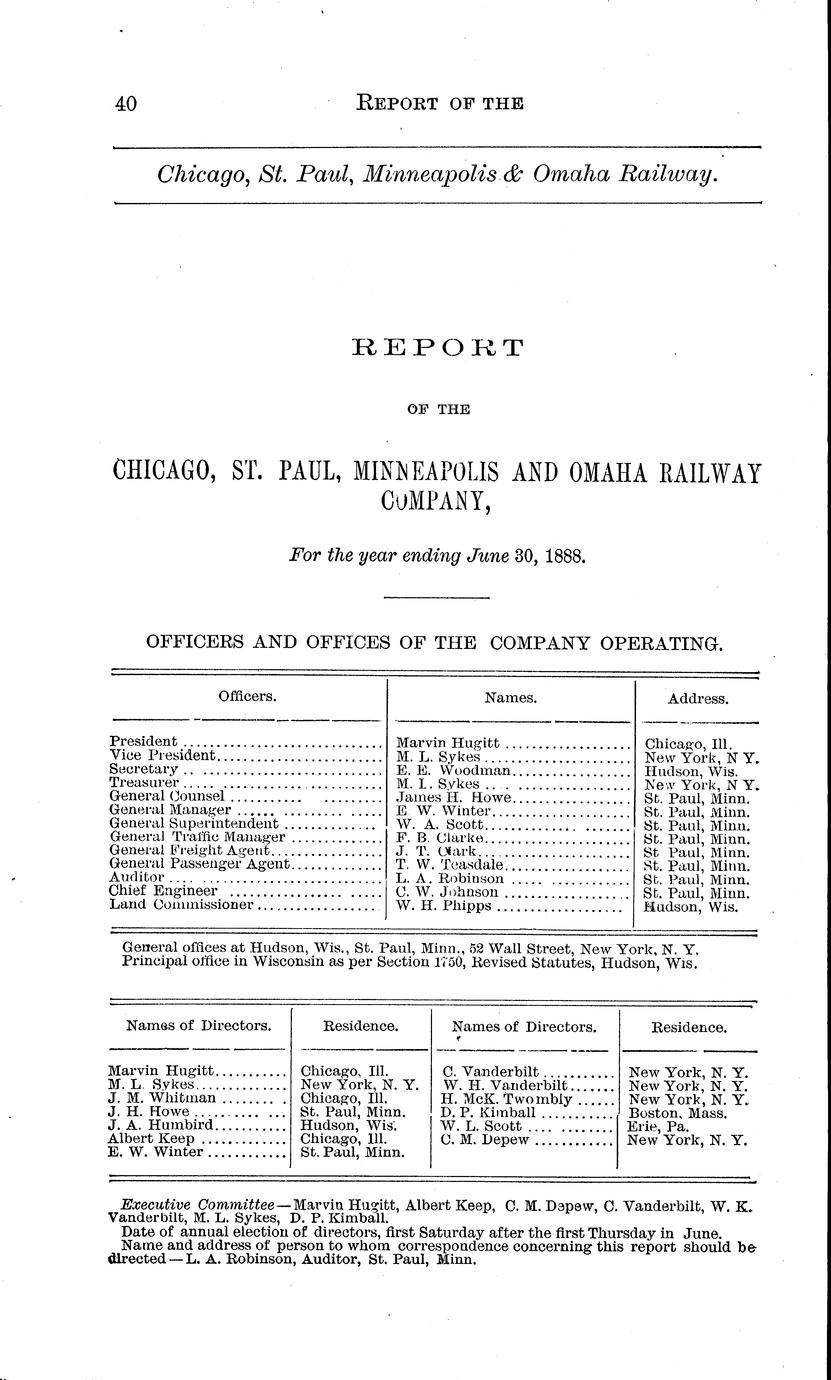 40 REPORT OF THE
Chicago, St. Paul, Minneapolis & Omaha Railway.
REPORT
OF THE
CHICAGO, ST. PAUL, MINNEAPOLIS AND OMAHA RAILWAY
COMPANY,
For the year ending June 30, 1888.
OFFICERS AND OFFICES OF THE COMPANY OPERATING.
Officers. Names. Address.
President .......................... Marvin Hugitt .................. Chicago, Ill.
Vice President.......................... M. L. Sykes .................. New York, N Y.
Secretary .. ....................... E. E. Woodman.................. Hudson, Wis.
Treasurer ..... .................... M. L. Sykes .. . .................. New York, N Y.
General Counsel .......... ........ James H. Howe.................. St. Paul, Minn.
General Manager ...... ......... ..... E. W. Winter.................. St. Paul, Minn.
General Superintendent ............. W. A. Scott............ ....... St. Paul, Minn.
General Traffic Manager ............. F. B. Clarke.................. St. Paul, Minn.
General Freight Agent............... J. T. Clark.................. St Paul, Minn.
General Passenger Agent............. T. W. Teasdale.................. St. Paul, Minn.
Auditor .... ....................... L. A. Robinson ..... ........... St. Paul, Minn.
Chief Engineer .............. ..... C. W. Johnson .................. St. Paul, Minn.
Land Commissioner .................. W. H. Phipps .................. Hudson, Wis.
General offices at Hudson, Wis., St. Paul, Minn., 52 Wall Street, New York, N. Y.
Principal office in Wisconsin as per Section 1750, Revised Statutes, Hudson, Wis.
Names of Directors. Residence. Names of Directors. Residence.
Marvin Hugitt.......... Chicago, Ill. C. Vanderbilt .......... New York, N. Y.
M. L. Sykes............. New York, N. Y. W. H. Vanderbilt....... New York, N. Y.
J. M. Whitman ........ . Chicago, Ill. H. McK. Twombly ...... New York, N. Y.
J. H. Howe ......... ... St. Paul, Minn. D. P. Kimball ........... Boston, Mass.
J. A. Humbird.......... Hudson, Wis. W. L. Scott .... ........ Erie, Pa.
Albert Keep ............ Chicago, Ill. C. M. Depew ............ New York, N. Y.
E. W. Winter ........... St. Paul, Minn.
Executive Committee—Marvin Hugitt, Albert Keep, C. M. Depew, C. Vanderbilt, W. K.
Vanderbilt, M. L. Sykes, D. P. Kimball.
Date of annual election of directors, first Saturday after the first Thursday in June.
Name and address of person to whom correspondence concerning this report should be
directed—L. A. Robinson, Auditor, St. Paul, Minn.